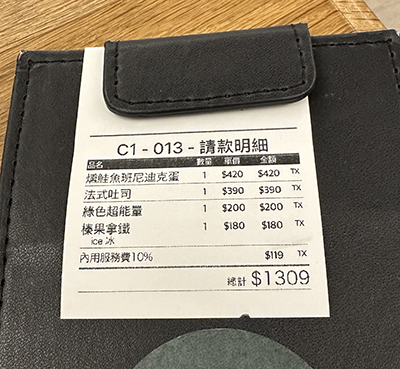 C1 - 013 - 請款明細
品名 數量 單價 金額
燻鮭魚班尼迪克蛋 1 $420 $420 TX
法式吐司 1 $390 $390 TX
綠色超能量 1 $200 $200 TX
榛果拿鐵 1 $180 $180 TX
ice 冰
內用服務費10% $119 TX
總計 $1309